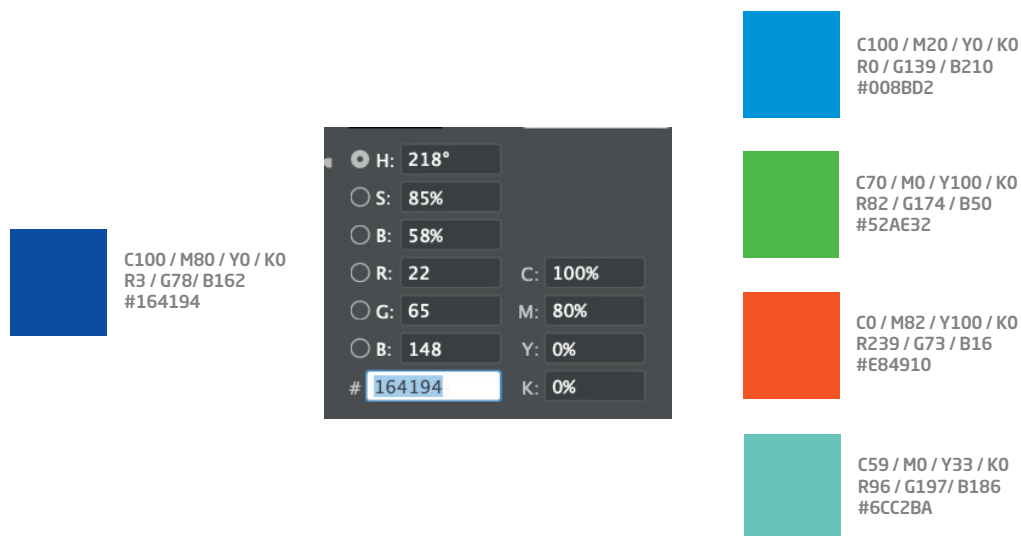 C100 / M80 / Y0 / K0
R3 / G78/ B162
#164194
H: 218°
S: 85%
B: 58%
R: 22 C: 100%
G: 65 M: 80%
B: 148 Y: 0%
# 164194 K: 0%
C100 / M20 / Y0 / K0
R0 / G139 / B210
#008BD2
C70 / M0 / Y100 / K0
R82 / G174 / B50
#52AE32
C0 / M82 / Y100 / K0
R239 / G73 / B16
#E84910
C59 / M0 / Y33 / K0
R96 / G197/ B186
#6CC2BA